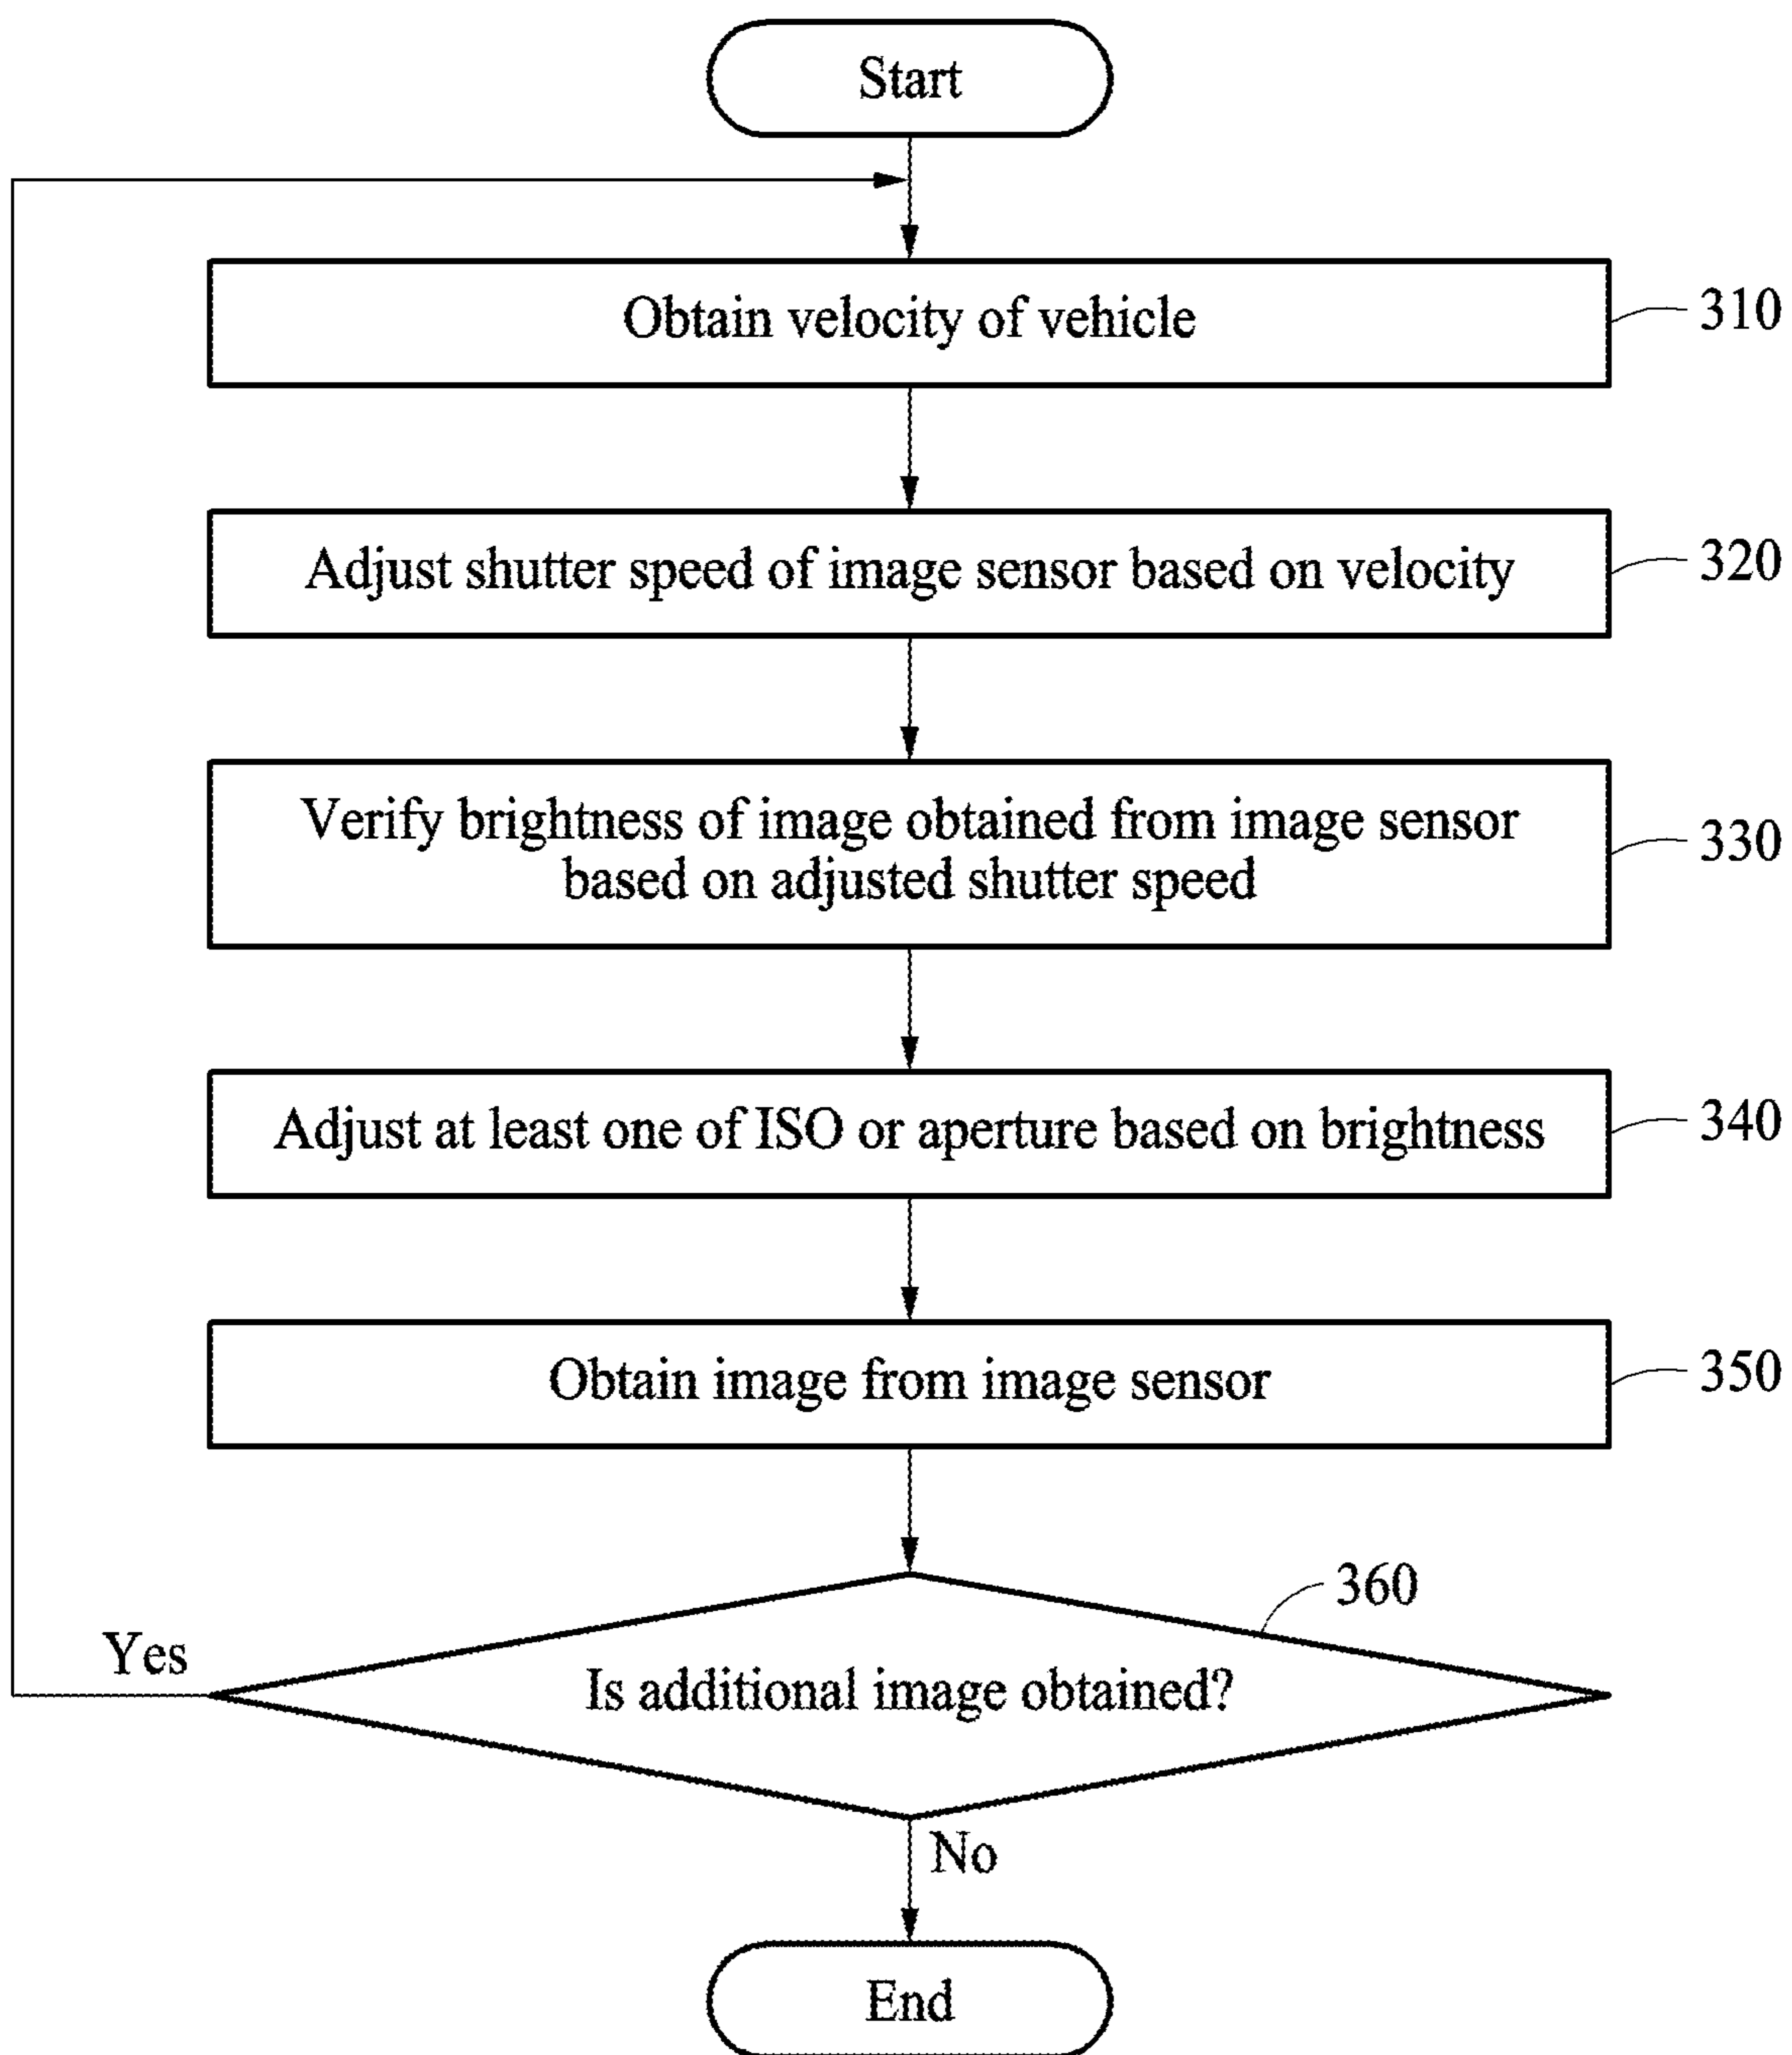 Start
Obtain velocity of vehicle
310
Adjust shutter speed of image sensor based on velocity
320
Verify brightness of image obtained from image sensor
based on adjusted shutter speed
330
Adjust at least one of ISO or aperture based on brightness
340
Obtain image from image sensor
350
360
Yes
Is additional image obtained?
No
End